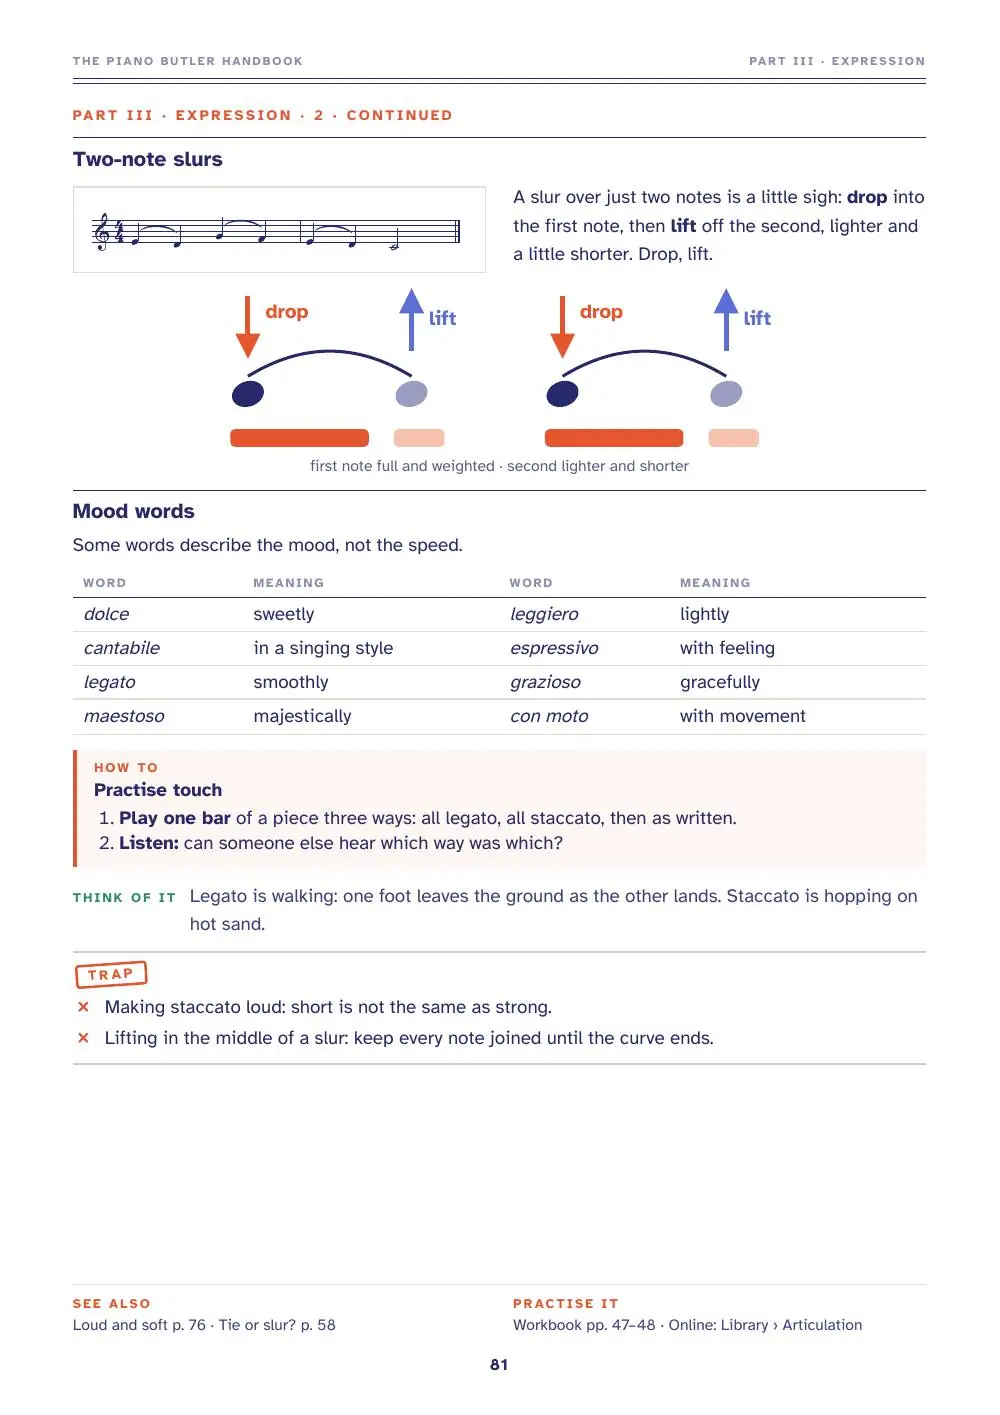 THE PIANO BUTLER HANDBOOK
PART III · EXPRESSION
PART III · EXPRESSION · 2 · CONTINUED
Two-note slurs
A slur over just two notes is a little sigh: drop into
the first note, then lift off the second, lighter and
a little shorter. Drop, lift.
4
4
drop
lift
drop
lift
first note full and weighted · second lighter and shorter
Mood words
Some words describe the mood, not the speed.
WORD MEANING WORD MEANING
dolce sweetly leggiero lightly
cantabile in a singing style espressivo with feeling
legato smoothly grazioso gracefully
maestoso majestically con moto with movement
HOW TO
Practise touch
1. Play one bar of a piece three ways: all legato, all staccato, then as written.
2. Listen: can someone else hear which way was which?
THINK OF IT Legato is walking: one foot leaves the ground as the other lands. Staccato is hopping on
hot sand.
TRAP
× Making staccato loud: short is not the same as strong.
× Lifting in the middle of a slur: keep every note joined until the curve ends.
SEE ALSO
Loud and soft p. 76 · Tie or slur? p. 58
PRACTISE IT
Workbook pp. 47–48 · Online: Library › Articulation
81